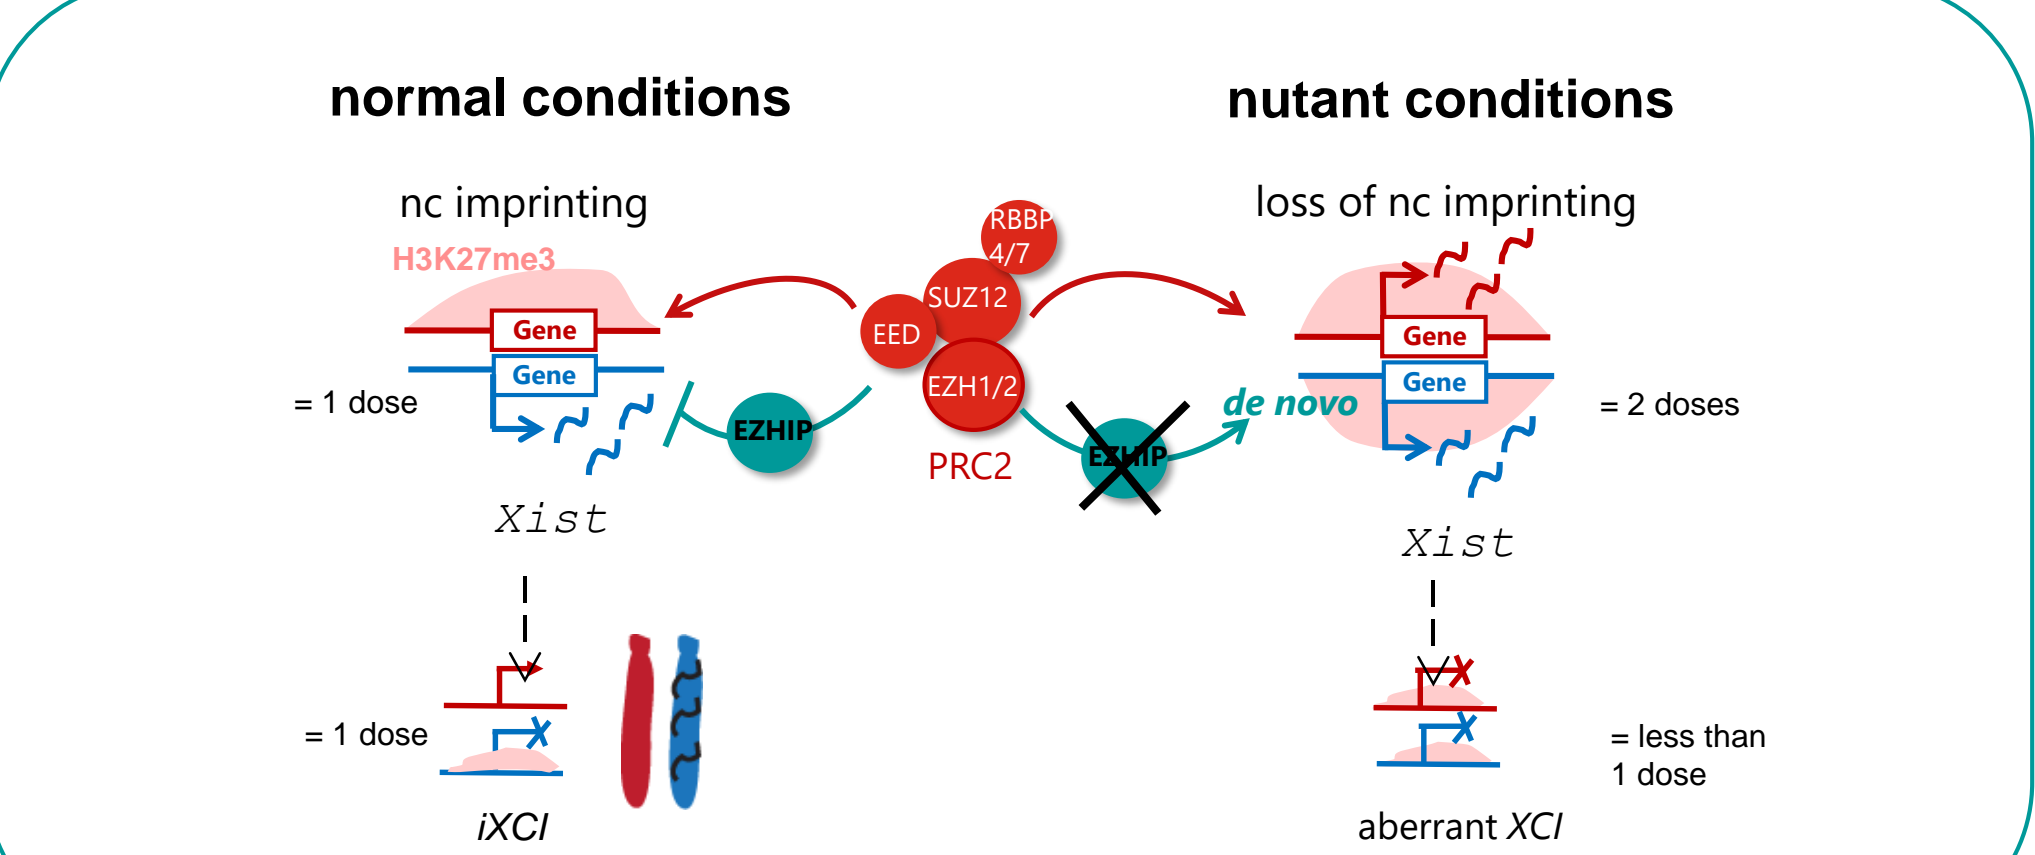 normal conditions
nutant conditions
nc imprinting
loss of nc imprinting
H3K27me3
RBBP
4/7
SUZ12
EED
EZH1/2
PRC2
EZHIP
EZHIP
Gene
Gene
= 1 dose
Xist
Gene
Gene
de novo
= 2 doses
Xist
= 1 dose
iXCI
= less than
1 dose
aberrant XCI